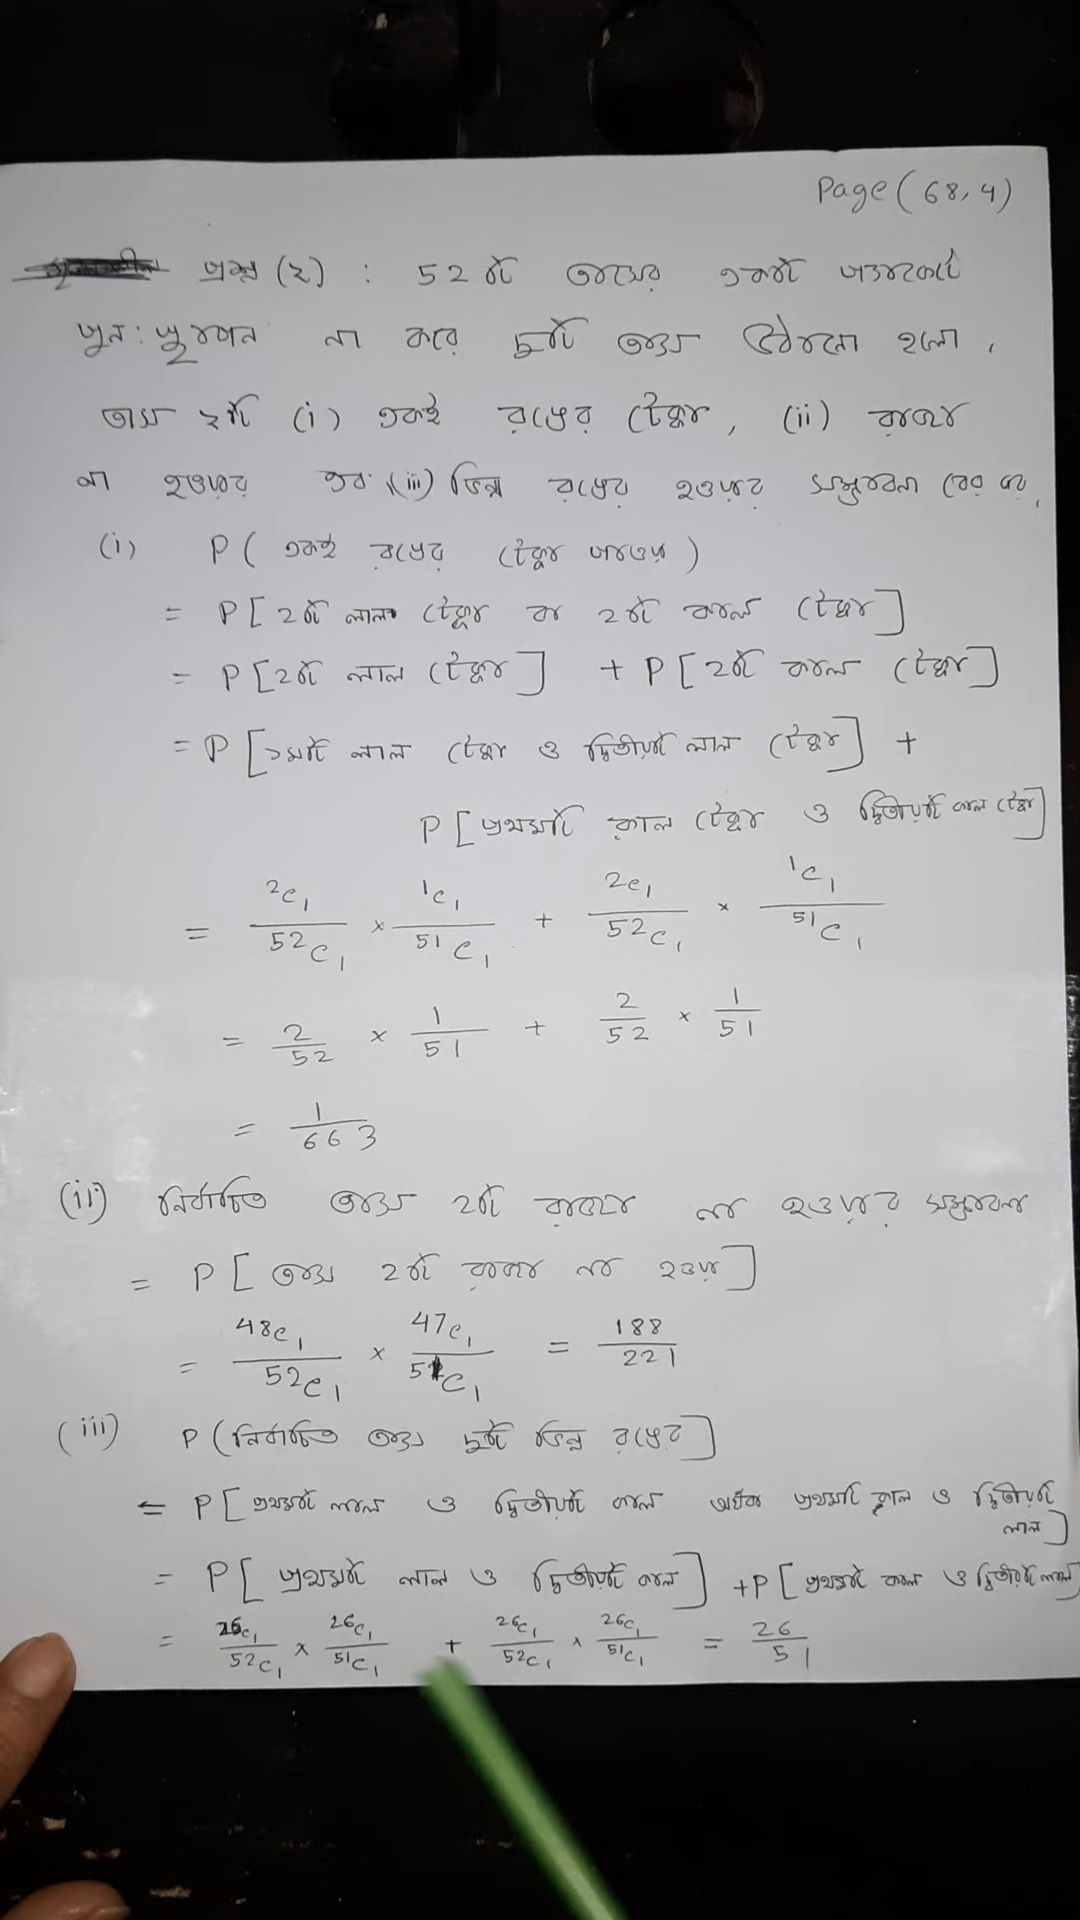 Page (68,4)
প্রশ্ন (২) : 52টি তাসের একটি প্যাকেট
পুন: স্থাপন না করে দুটি তাস উঠানো হলো,
তাস ২টি (i) একই রঙের টেক্কা, (ii) রাজা
না হওয়ার এবং (iii) ভিন্ন রঙের হওয়ার সম্ভাবনা বের কর,
(i) P ( একই রঙের টেক্কা পাওয়া )
= P [ 2টি লাল টেক্কা বা 2টি কাল টেক্কা ]
= P [ 2টি লাল টেক্কা ] + P [ 2টি কাল টেক্কা ]
= P [ ১মটি লাল টেক্কা ও দ্বিতীয়টি লাল টেক্কা ] +
P [ প্রথমটি কাল টেক্কা ও দ্বিতীয়টি কাল টেক্কা ]
= ²C₁/⁵²C₁ × ¹C₁/⁵¹C₁ + ²C₁/⁵²C₁ × ¹C₁/⁵¹C₁
= 2/52 × 1/51 + 2/52 × 1/51
= 1/663
(ii) নির্বাচিত তাস 2টি রাজা না হওয়ার সম্ভাবনা
= P [ তাস 2টি রাজা না হওয়া ]
= ⁴⁸C₁/⁵²C₁ × ⁴⁷C₁/⁵¹C₁ = 188/221
(iii) P ( নির্বাচিত তাস দুটি ভিন্ন রঙের ]
= P [ প্রথমটি লাল ও দ্বিতীয়টি কাল অথবা প্রথমটি কাল ও দ্বিতীয়টি
লাল ]
= P [ প্রথমটি লাল ও দ্বিতীয়টি কাল ] + P [ প্রথমটি কাল ও দ্বিতীয়টি লাল ]
= ²⁶C₁/⁵²C₁ × ²⁶C₁/⁵¹C₁ + ²⁶C₁/⁵²C₁ × ²⁶C₁/⁵¹C₁ = 26/51